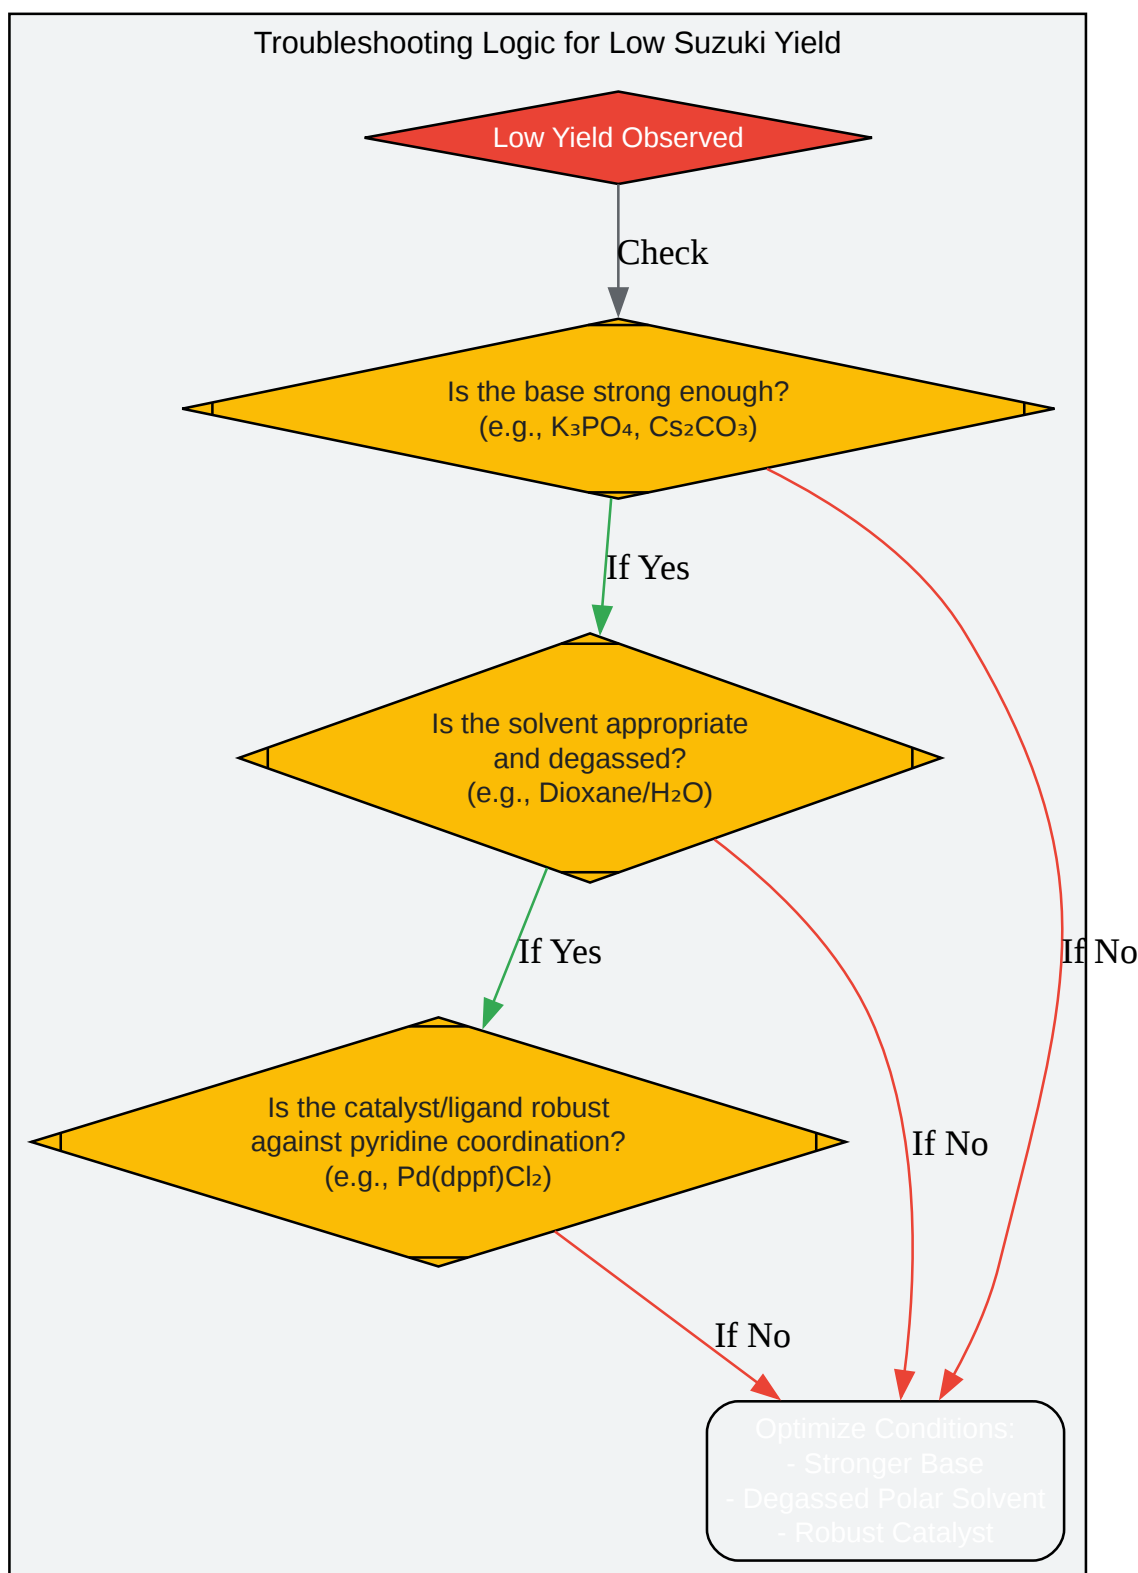 Troubleshooting Logic for Low Suzuki Yield
Low Yield Observed
Check
Is the base strong enough?
(e.g., K₃PO₄, Cs₂CO₃)
If Yes
Is the solvent appropriate
and degassed?
(e.g., Dioxane/H₂O)
If Yes
If No
Is the catalyst/ligand robust
against pyridine coordination?
(e.g., Pd(dppf)Cl₂)
If No
If No
Optimize Conditions:
- Stronger Base
- Degassed Polar Solvent
- Robust Catalyst